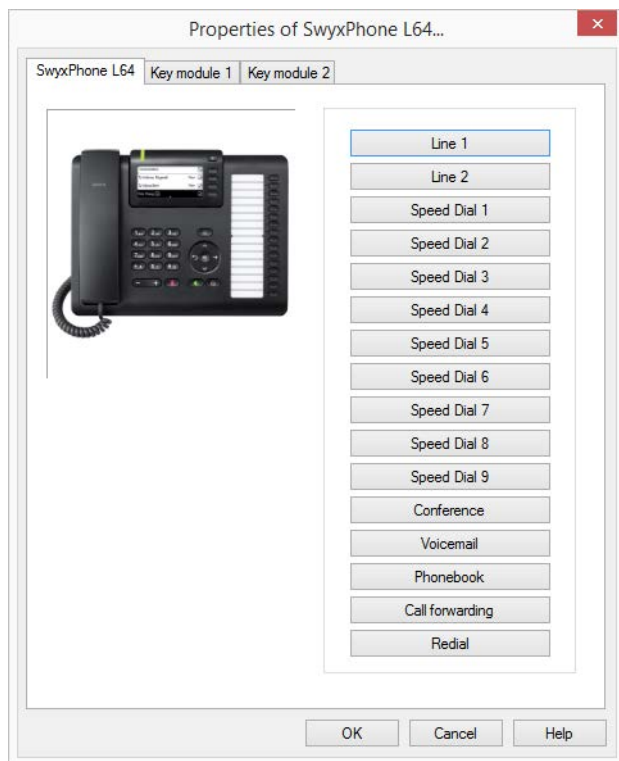 Properties of SwyxPhone L64...
SwyxPhone L64
Key module 1
Key module 2
Line 1
Line 2
Speed Dial 1
Speed Dial 2
Speed Dial 3
Speed Dial 4
Speed Dial 5
Speed Dial 6
Speed Dial 7
Speed Dial 8
Speed Dial 9
Conference
Voicemail
Phonebook
Call forwarding
Redial
OK
Cancel
Help